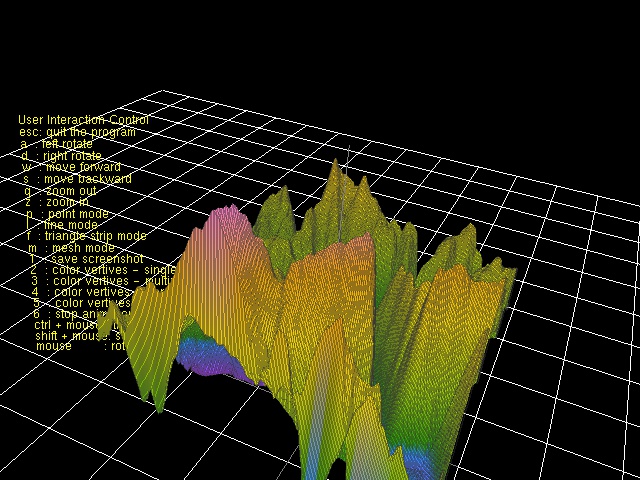 User Interaction Control
esc: quit the program
a : left rotate
d : right rotate
w : move forward
s : move backward
q : zoom out
z : zoom in
p : point mode
l : line mode
r : triangle strip mode
m : mesh mode
1 : save screenshot
2 : color vertives - single
3 : color vertives - multi
4 : color vertives
5 : color vertives
6 : stop
ctrl + mouse
shift + mouse: s
mouse : rot